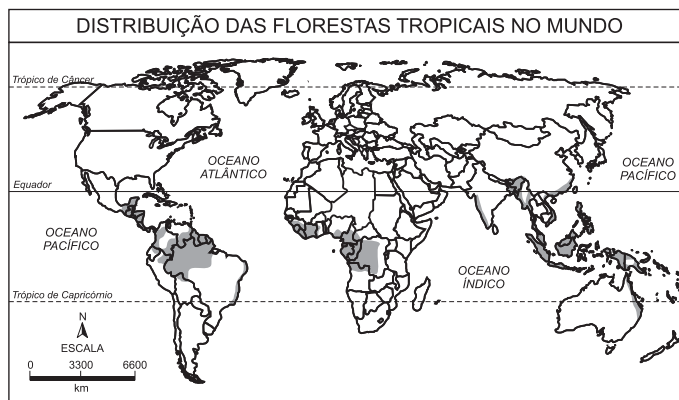 DISTRIBUIÇÃO DAS FLORESTAS TROPICAIS NO MUNDO
Trópico de Câncer
OCEANO
ATLÂNTICO
OCEANO
PACÍFICO
Equador
OCEANO
PACÍFICO
OCEANO
ÍNDICO
Trópico de Capricórnio
N
ESCALA
0 3300 6600
km